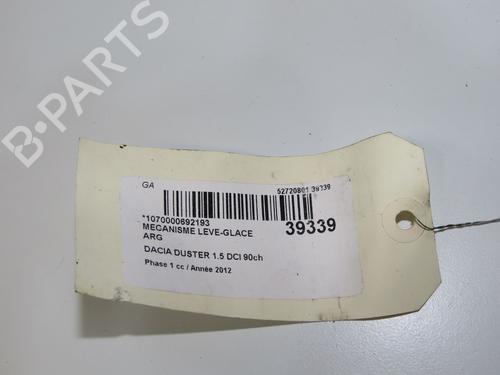 B-PARTS
GA
52720801 39339
*1070000692193
39339
MECANISME LEVE-GLACE
ARG
DACIA DUSTER 1.5 DCI 90ch
Phase 1 cc / Année 2012